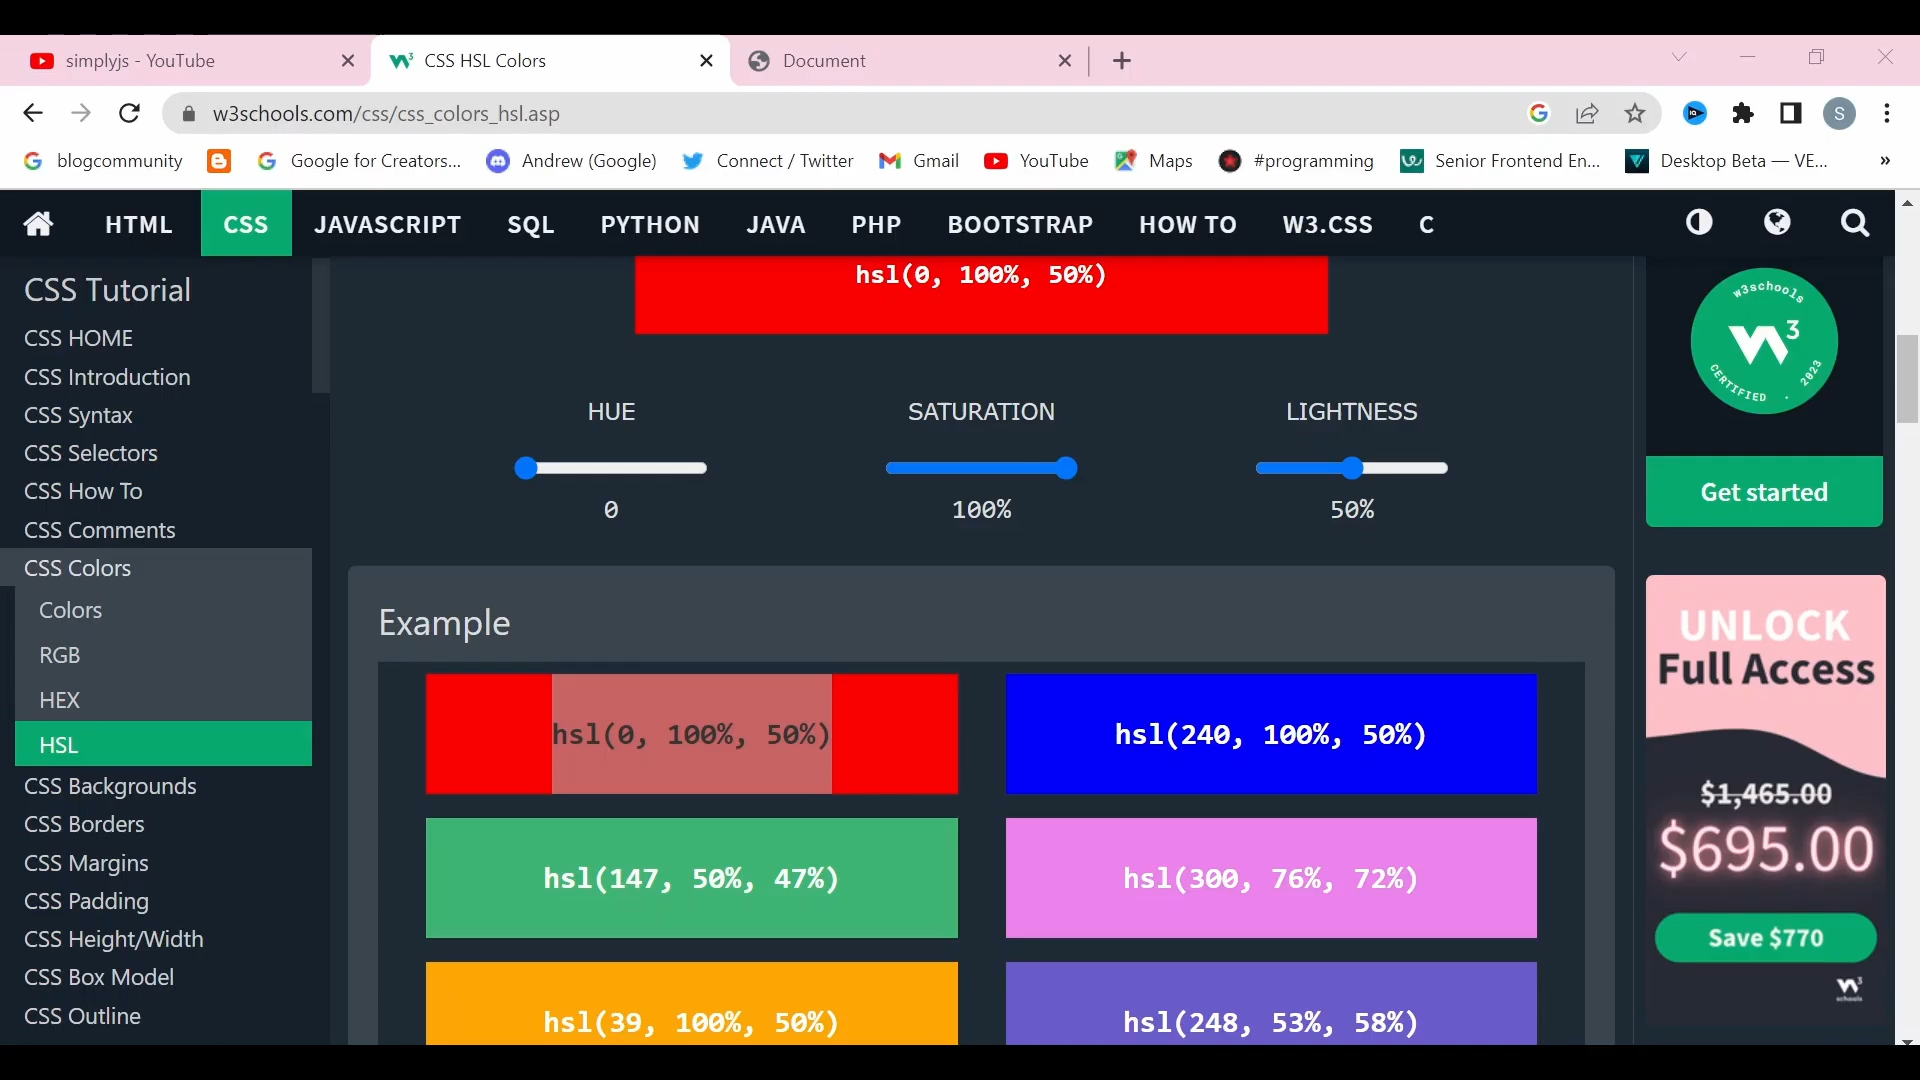 simplyjs - YouTube
CSS HSL Colors
Document
w3schools.com/css/css_colors_hsl.asp
S
blogcommunity
Google for Creators...
Andrew (Google)
Connect / Twitter
Gmail
YouTube
Maps
#programming
Senior Frontend En...
Desktop Beta — VE...
»
HTML
CSS
JAVASCRIPT
SQL
PYTHON
JAVA
PHP
BOOTSTRAP
HOW TO
W3.CSS
C
CSS Tutorial
CSS HOME
CSS Introduction
CSS Syntax
CSS Selectors
CSS How To
CSS Comments
CSS Colors
Colors
RGB
HEX
HSL
CSS Backgrounds
CSS Borders
CSS Margins
CSS Padding
CSS Height/Width
CSS Box Model
CSS Outline
hsl(0, 100%, 50%)
HUE
SATURATION
LIGHTNESS
0
100%
50%
Example
hsl(0, 100%, 50%)
hsl(240, 100%, 50%)
hsl(147, 50%, 47%)
hsl(300, 76%, 72%)
hsl(39, 100%, 50%)
hsl(248, 53%, 58%)
w3schools
W3
CERTIFIED . 2023
Get started
UNLOCK
Full Access
$1,465.00
$695.00
Save $770
W3
schools